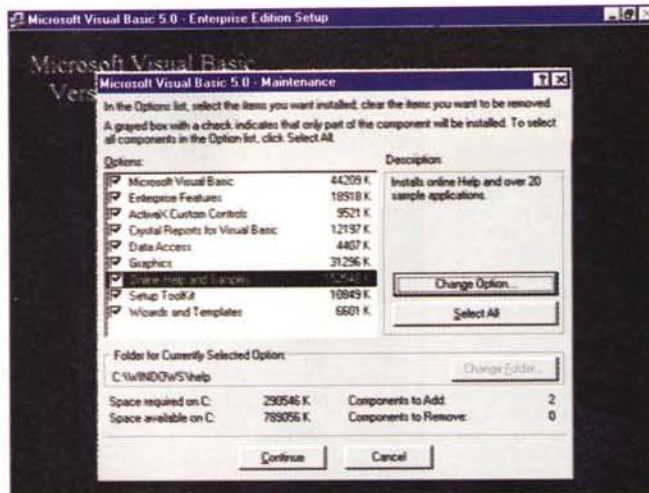 Microsoft Visual Basic 5.0 - Enterprise Edition Setup
Microsoft Visual Basic
Vers
Microsoft Visual Basic 5.0 - Maintenance
In the Options list, select the items you want installed; clear the items you want to be removed.
A grayed box with a check indicates that only part of the component will be installed. To select
all components in the Option list, click Select All.
Options:
Microsoft Visual Basic 44209 K
Enterprise Features 18918 K
ActiveX Custom Controls 9521 K
Crystal Reports for Visual Basic 12197 K
Data Access 4407 K
Graphics 31296 K
Online Help and Samples
Setup ToolKit 10849 K
Wizards and Templates 6601 K
Description:
Installs online Help and over 20
sample applications.
Change Option...
Select All
Folder for Currently Selected Option:
C:\WINDOWS\help
Change Folder...
Space required on C: 290546 K
Space available on C: 789056 K
Components to Add: 2
Components to Remove: 0
Continue
Cancel